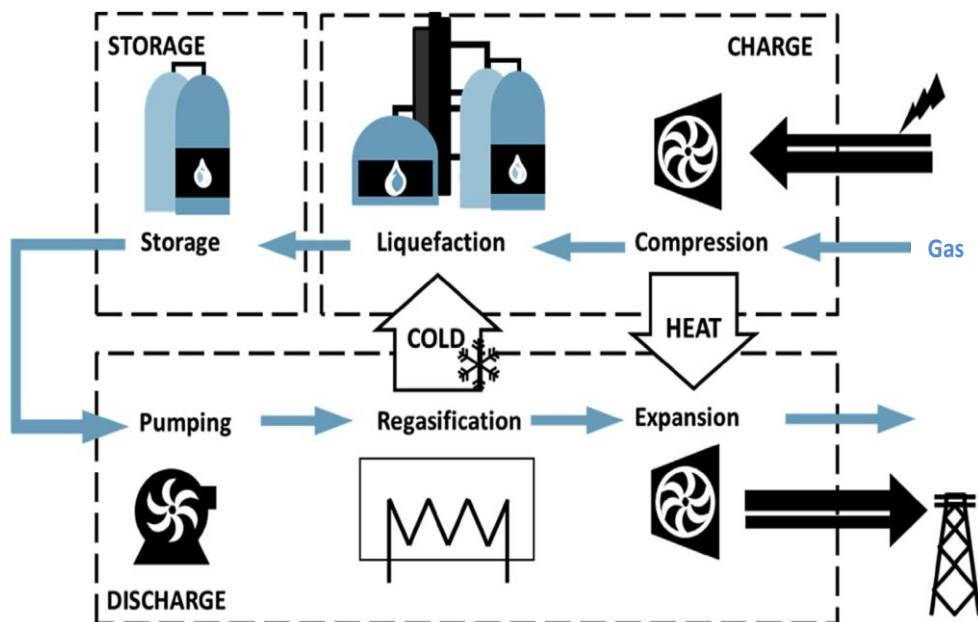 STORAGE
CHARGE
Storage
Liquefaction
Compression
Gas
COLD
HEAT
Pumping
Regasification
Expansion
DISCHARGE